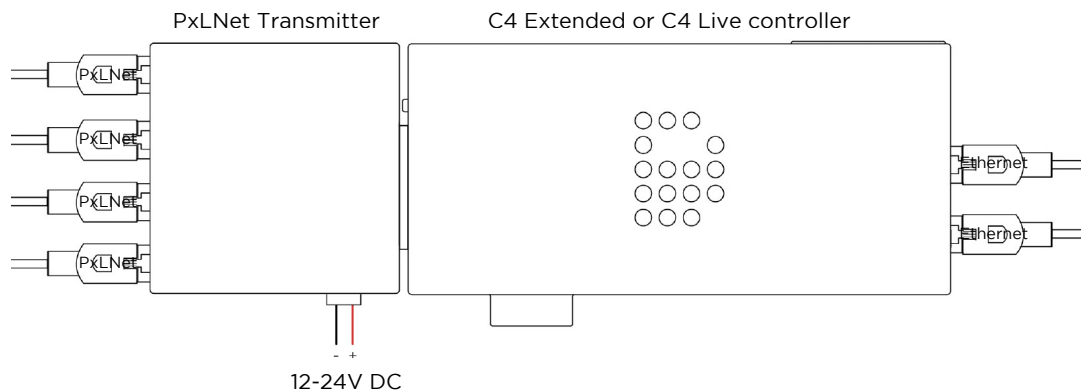 PxLNet Transmitter
C4 Extended or C4 Live controller
PxLNet
PxLNet
PxLNet
PxLNet
Ethernet
Ethernet
- +
12-24V DC